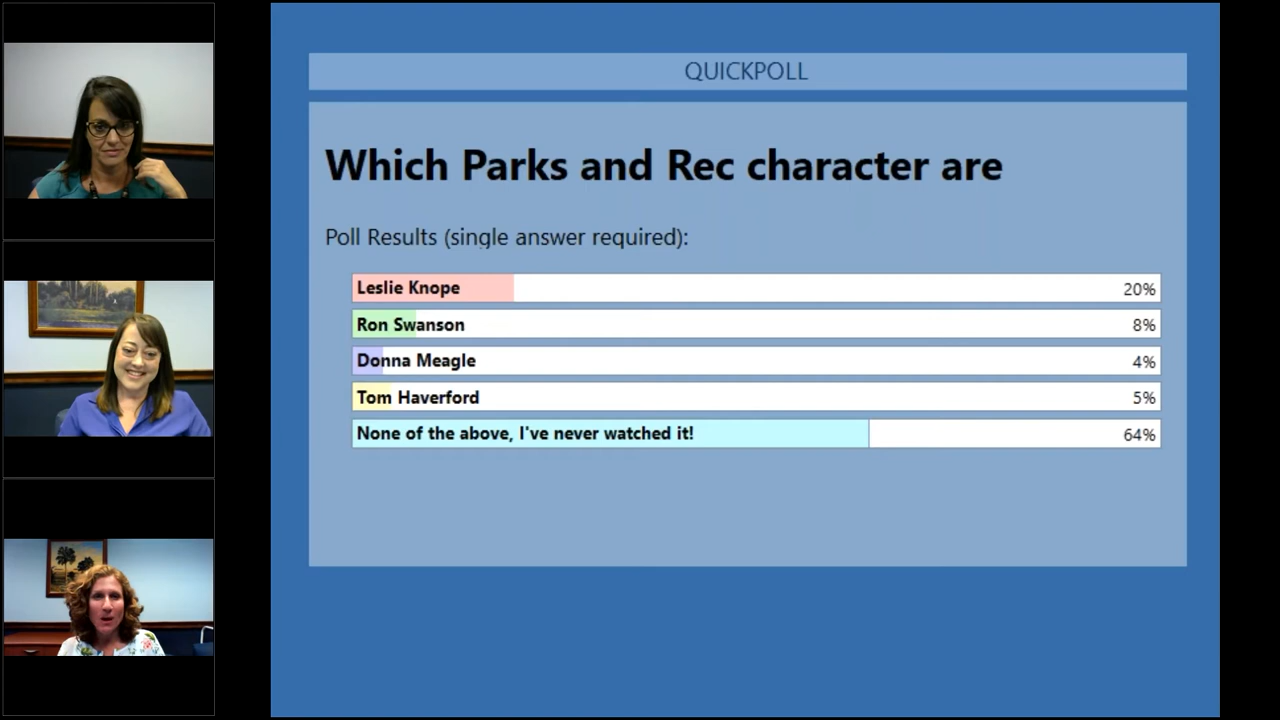 QUICKPOLL
Which Parks and Rec character are
Poll Results (single answer required):
Leslie Knope 20%
Ron Swanson 8%
Donna Meagle 4%
Tom Haverford 5%
None of the above, I've never watched it! 64%